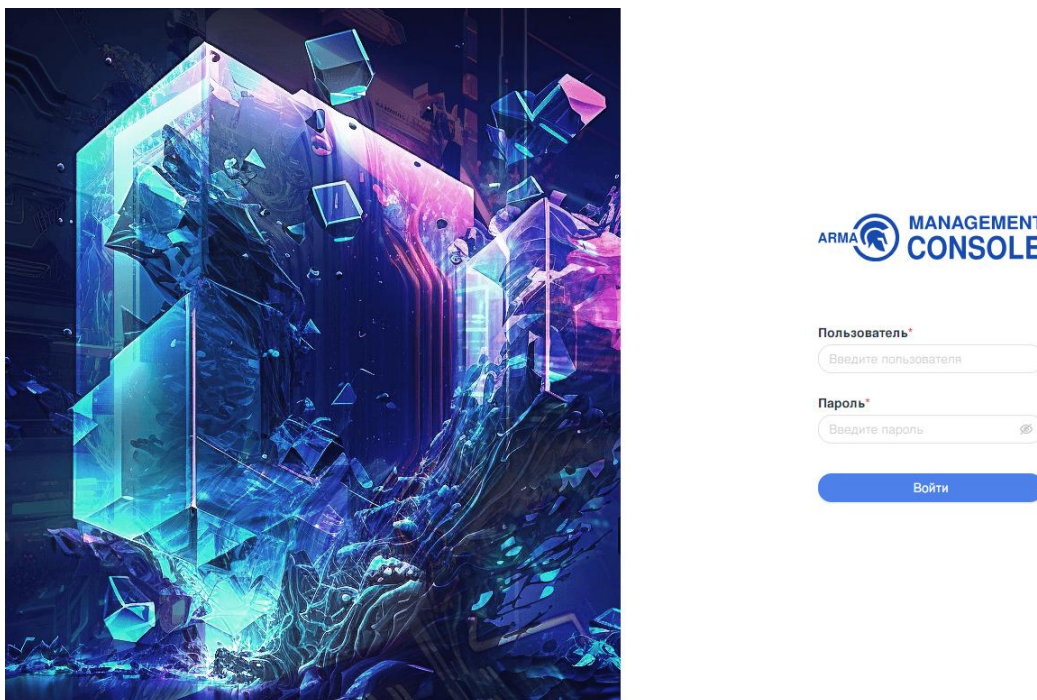 ARMA
MANAGEMENT
CONSOLE
Пользователь*
Введите пользователя
Пароль*
Введите пароль
Войти